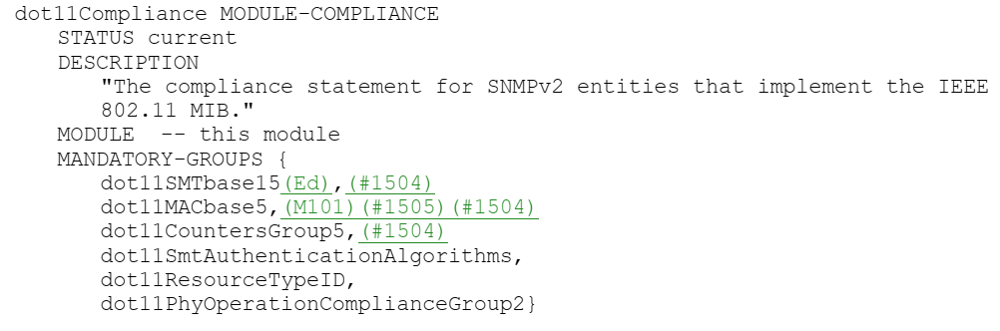 dot11Compliance MODULE-COMPLIANCE
STATUS current
DESCRIPTION
"The compliance statement for SNMPv2 entities that implement the IEEE
802.11 MIB."
MODULE -- this module
MANDATORY-GROUPS {
dot11SMTbase15(Ed),(#1504)
dot11MACbase5,(M101)(#1505)(#1504)
dot11CountersGroup5,(#1504)
dot11SmtAuthenticationAlgorithms,
dot11ResourceTypeID,
dot11PhyOperationComplianceGroup2}